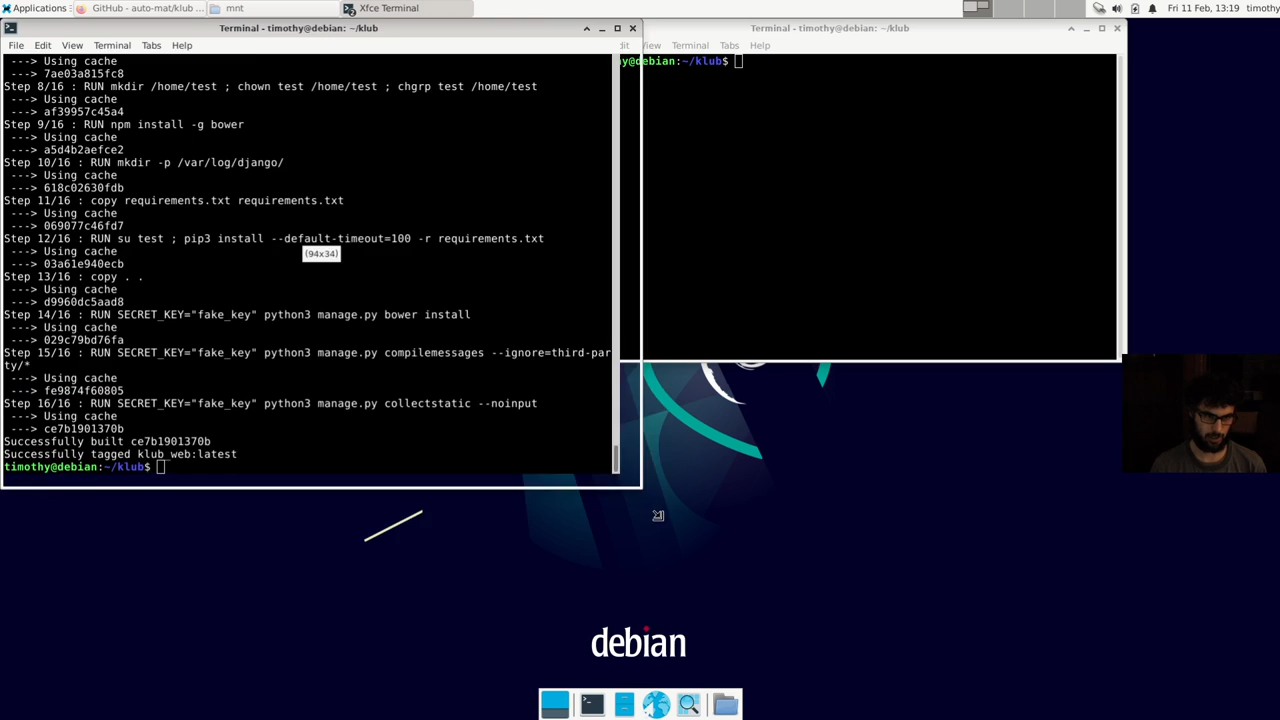 Applications
GitHub - auto-mat/klub ...
mnt
Xfce Terminal
Fri 11 Feb, 13:19
timothy
Terminal - timothy@debian: ~/klub
File Edit View Terminal Tabs Help
---> Using cache
---> 7ae03a815fc8
Step 8/16 : RUN mkdir /home/test ; chown test /home/test ; chgrp test /home/test
---> Using cache
---> af39957c45a4
Step 9/16 : RUN npm install -g bower
---> Using cache
---> a5d4b2aefce2
Step 10/16 : RUN mkdir -p /var/log/django/
---> Using cache
---> 618c02630fdb
Step 11/16 : copy requirements.txt requirements.txt
---> Using cache
---> 069077c46fd7
Step 12/16 : RUN su test ; pip3 install --default-timeout=100 -r requirements.txt
---> Using cache
---> 03a61e940ecb
Step 13/16 : copy . .
---> Using cache
---> d9960dc5aad8
Step 14/16 : RUN SECRET_KEY="fake_key" python3 manage.py bower install
---> Using cache
---> 029c79bd76fa
Step 15/16 : RUN SECRET_KEY="fake_key" python3 manage.py compilemessages --ignore=third-par
ty/*
---> Using cache
---> fe9874f60805
Step 16/16 : RUN SECRET_KEY="fake_key" python3 manage.py collectstatic --noinput
---> Using cache
---> ce7b1901370b
Successfully built ce7b1901370b
Successfully tagged klub_web:latest
timothy@debian:~/klub$
(94x34)
Terminal - timothy@debian: ~/klub
dit View Terminal Tabs Help
hy@debian:~/klub$
debian